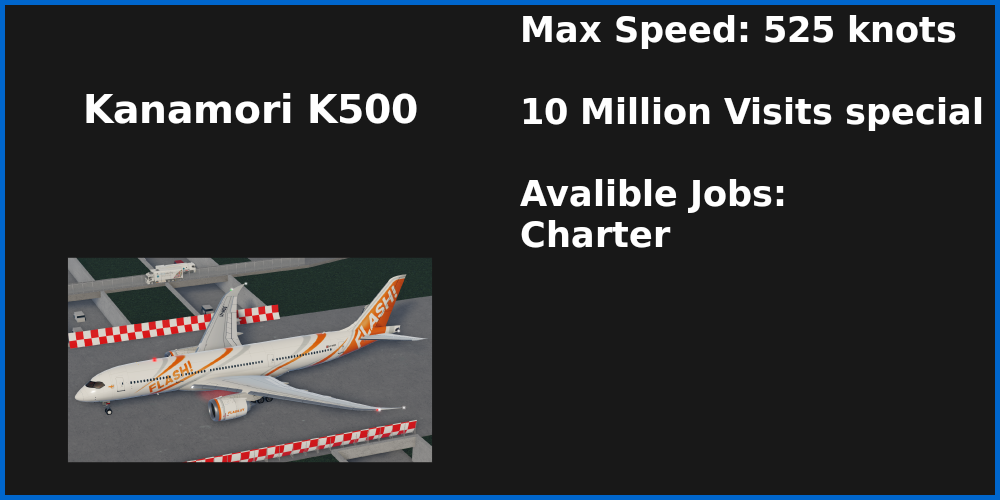 Kanamori K500
Max Speed: 525 knots
10 Million Visits special
Avalible Jobs:
Charter
FLASH!
FLASH!